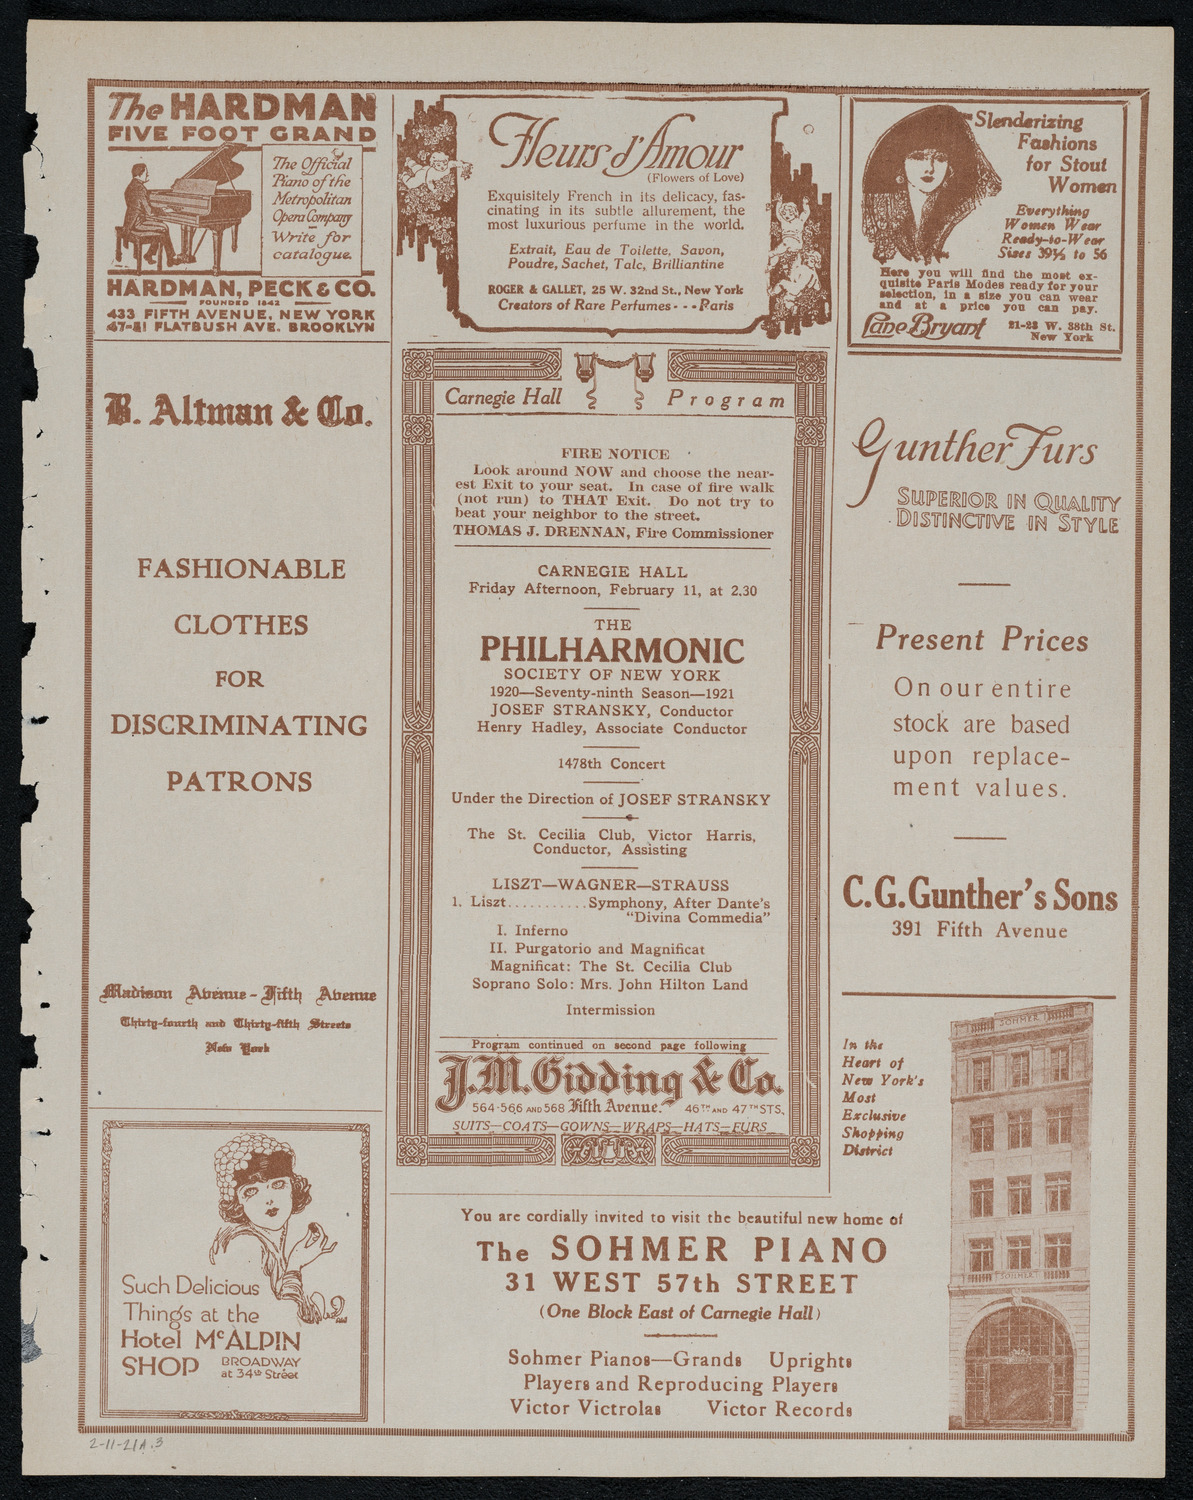 The HARDMAN
FIVE FOOT GRAND
The Official
Piano of the
Metropolitan
Opera Company
Write for
catalogue.
HARDMAN, PECK & CO.
FOUNDED 1842
433 FIFTH AVENUE, NEW YORK
47-51 FLATBUSH AVE. BROOKLYN
Fleurs d'Amour
(Flowers of Love)
Exquisitely French in its delicacy, fas-
cinating in its subtle allurement, the
most luxurious perfume in the world.
Extrait, Eau de Toilette, Savon,
Poudre, Sachet, Talc, Brilliantine
ROGER & GALLET, 25 W. 32nd St., New York
Creators of Rare Perfumes - - - Paris
Slenderizing
Fashions
for Stout
Women
Everything
Women Wear
Ready-to-Wear
Sizes 39½ to 56
Here you will find the most ex-
quisite Paris Modes ready for your
selection, in a size you can wear
and at a price you can pay.
Lane Bryant
21-23 W. 38th St.
New York
B. Altman & Co.
FASHIONABLE
CLOTHES
FOR
DISCRIMINATING
PATRONS
Madison Avenue - Fifth Avenue
Thirty-fourth and Thirty-fifth Streets
New York
Such Delicious
Things at the
Hotel McALPIN
SHOP BROADWAY
at 34th Street
Carnegie Hall Program
FIRE NOTICE
Look around NOW and choose the near-
est Exit to your seat. In case of fire walk
(not run) to THAT Exit. Do not try to
beat your neighbor to the street.
THOMAS J. DRENNAN, Fire Commissioner
CARNEGIE HALL
Friday Afternoon, February 11, at 2.30
THE
PHILHARMONIC
SOCIETY OF NEW YORK
1920—Seventy-ninth Season—1921
JOSEF STRANSKY, Conductor
Henry Hadley, Associate Conductor
1478th Concert
Under the Direction of JOSEF STRANSKY
The St. Cecilia Club, Victor Harris,
Conductor, Assisting
LISZT—WAGNER—STRAUSS
1. Liszt...........Symphony, After Dante's
"Divina Commedia"
I. Inferno
II. Purgatorio and Magnificat
Magnificat: The St. Cecilia Club
Soprano Solo: Mrs. John Hilton Land
Intermission
Program continued on second page following
J.M. Gidding & Co.
564-566 AND 568 Fifth Avenue. 46TH AND 47TH STS.
SUITS—COATS—GOWNS—WRAPS—HATS—FURS
Gunther Furs
SUPERIOR IN QUALITY
DISTINCTIVE IN STYLE
Present Prices
On our entire
stock are based
upon replace-
ment values.
C.G. Gunther's Sons
391 Fifth Avenue
In the
Heart of
New York's
Most
Exclusive
Shopping
District
SOHMER
SOHMER
You are cordially invited to visit the beautiful new home of
The SOHMER PIANO
31 WEST 57th STREET
(One Block East of Carnegie Hall)
Sohmer Pianos—Grands Uprights
Players and Reproducing Players
Victor Victrolas Victor Records
2-11-21A.3